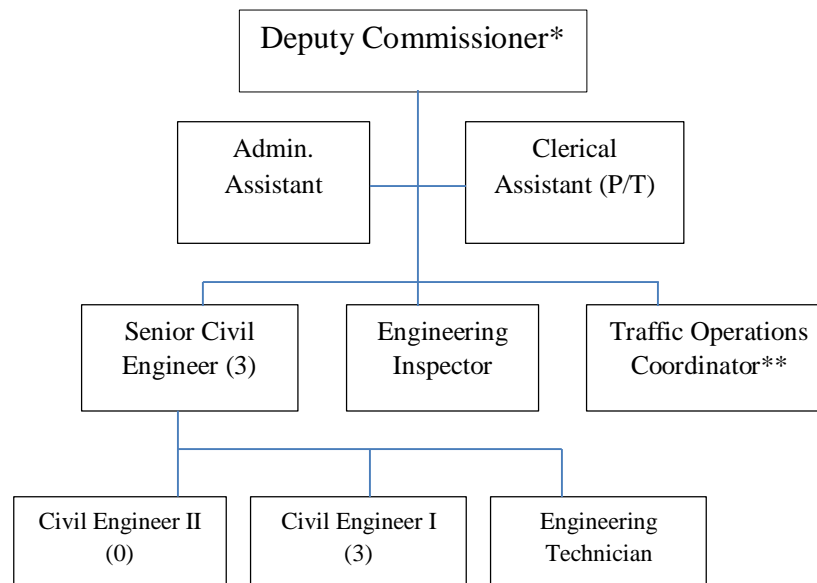 Deputy Commissioner*
Admin.
Assistant
Clerical
Assistant (P/T)
Senior Civil
Engineer (3)
Engineering
Inspector
Traffic Operations
Coordinator**
Civil Engineer II
(0)
Civil Engineer I
(3)
Engineering
Technician